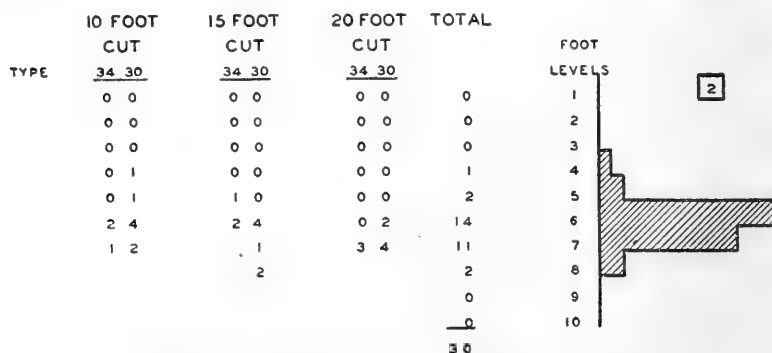 10 FOOT 15 FOOT 20 FOOT TOTAL
CUT CUT CUT FOOT
TYPE 34 30 34 30 34 30 LEVELS
0 0 0 0 0 0 0 1 2
0 0 0 0 0 0 0 2
0 0 0 0 0 0 0 3
0 1 0 0 0 0 1 4
0 1 1 0 0 0 2 5
2 4 2 4 0 2 14 6
1 2 1 3 4 11 7
2 2 8
0 9
0 10
30